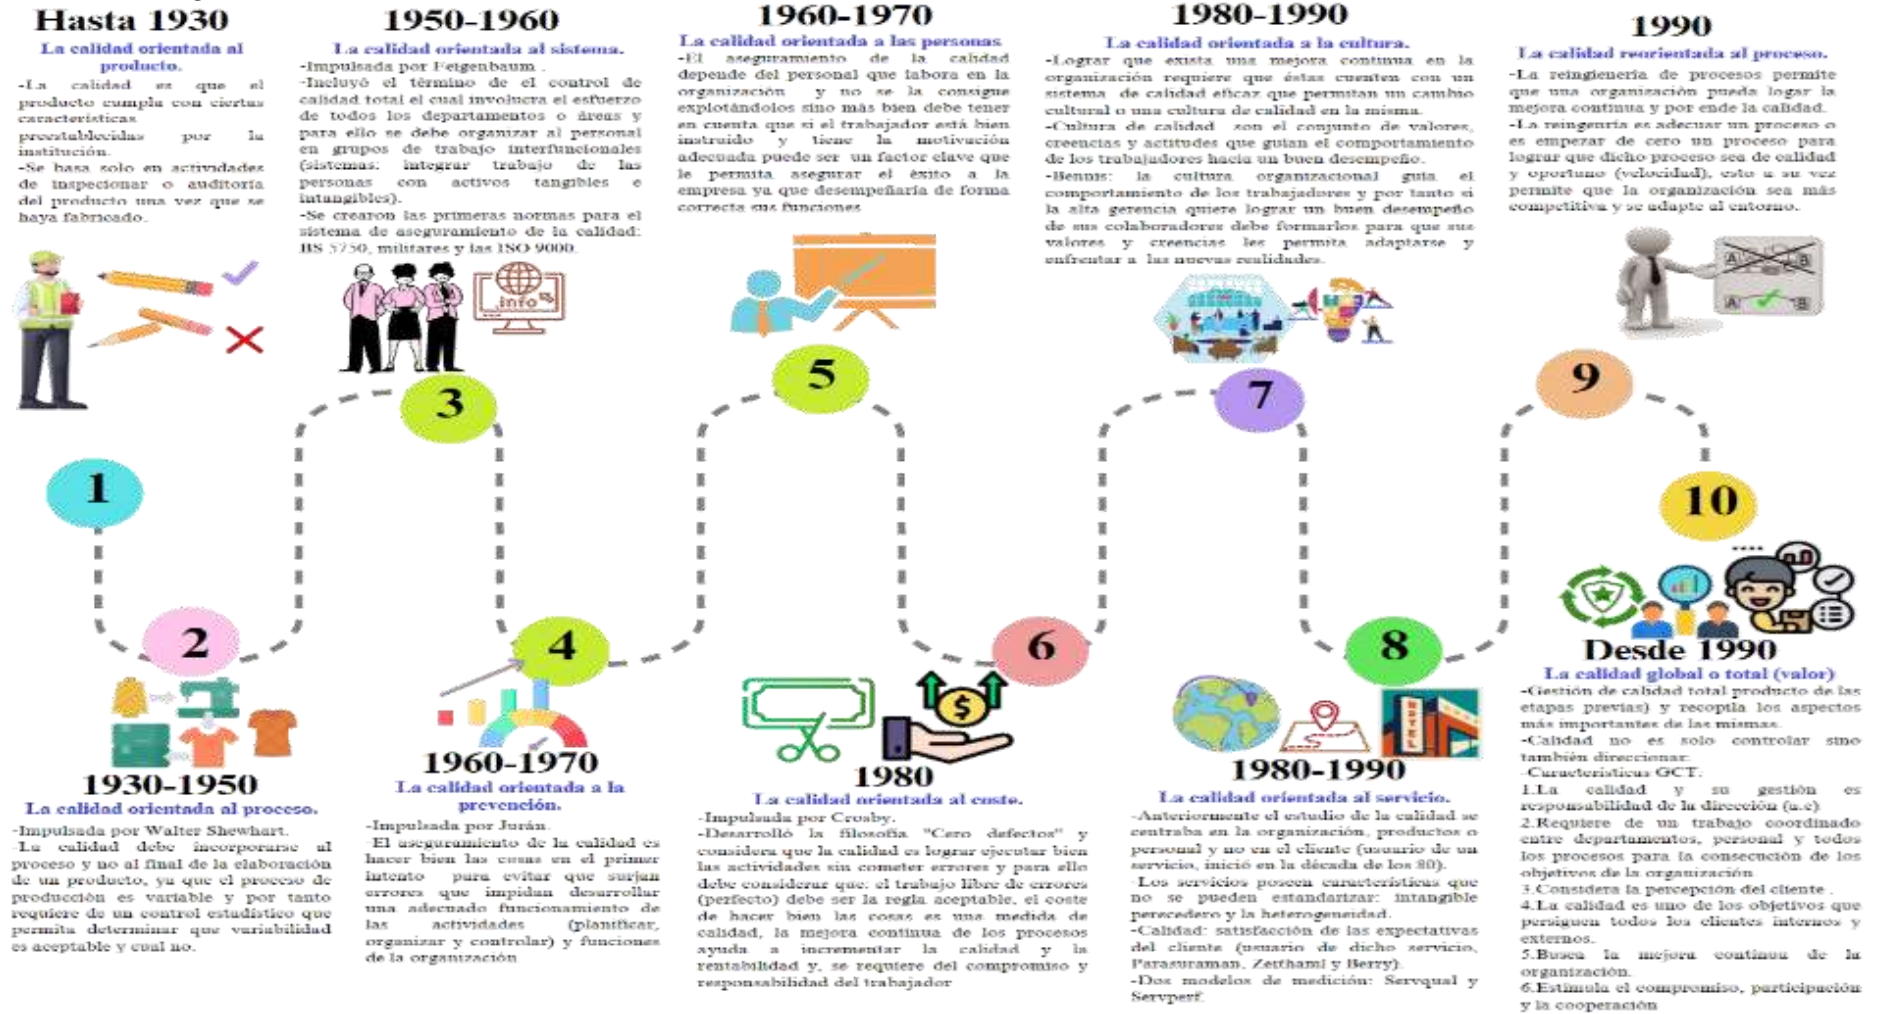 Hasta 1930
La calidad orientada al
producto.
-La calidad es que el
producto cumpla con ciertas
características
preestablecidas por la
institución.
-Se basa solo en actividades
de inspecionar o auditoría
del producto una vez que se
haya fabricado.
1
2
1930-1950
La calidad orientada al proceso.
-Impulsada por Walter Shewhart.
-La calidad debe incorporarse al
proceso y no al final de la elaboración
de un producto, ya que el proceso de
producción es variable y por tanto
requiere de un control estadístico que
permita determinar que variabilidad
es aceptable y cual no.
1950-1960
La calidad orientada al sistema.
-Impulsada por Feigenbaum .
-Incluyó el término de el control de
calidad total el cual involucra el esfuerzo
de todos los departamentos o áreas y
para ello se debe organizar al personal
en grupos de trabajo interfuncionales
(sistemas: integrar trabajo de las
personas con activos tangibles e
intangibles).
-Se crearon las primeras normas para el
sistema de aseguramiento de la calidad:
BS 5750, militares y las ISO 9000.
info
3
4
1960-1970
La calidad orientada a la
prevención.
-Impulsada por Jurán.
-El aseguramiento de la calidad es
hacer bien las cosas en el primer
intento para evitar que surjan
errores que impidan desarrollar
una adecuado funcionamiento de
las actividades (planificar,
organizar y controlar) y funciones
de la organización
1960-1970
La calidad orientada a las personas
-El aseguramiento de la calidad
depende del personal que labora en la
organización y no se la consigue
explotándolos sino más bien debe tener
en cuenta que si el trabajador está bien
instruido y tiene la motivación
adecuada puede ser un factor clave que
le permita asegurar el éxito a la
empresa ya que desempeñaría de forma
correcta sus funciones
5
6
1980
La calidad orientada al coste.
-Impulsada por Crosby.
-Desarrolló la filosofía "Cero defectos" y
considera que la calidad es lograr ejecutar bien
las actividades sin cometer errores y para ello
debe considerar que: el trabajo libre de errores
(perfecto) debe ser la regla aceptable, el coste
de hacer bien las cosas es una medida de
calidad, la mejora continua de los procesos
ayuda a incrementar la calidad y la
rentabilidad y, se requiere del compromiso y
responsabilidad del trabajador
1980-1990
La calidad orientada a la cultura.
-Lograr que exista una mejora continua en la
organización requiere que éstas cuenten con un
sistema de calidad eficaz que permitan un cambio
cultural o una cultura de calidad en la misma.
-Cultura de calidad son el conjunto de valores,
creencias y actitudes que guían el comportamiento
de los trabajadores hacia un buen desempeño.
-Bennis: la cultura organizacional guía el
comportamiento de los trabajadores y por tanto si
la alta gerencia quiere lograr un buen desempeño
de sus colaboradores debe formarlos para que sus
valores y creencias les permita adaptarse y
enfrentar a las nuevas realidades.
7
8
HOTEL
1980-1990
La calidad orientada al servicio.
-Anteriormente el estudio de la calidad se
centraba en la organización, productos o
personal y no en el cliente (usuario de un
servicio, inició en la década de los 80).
-Los servicios poseen características que
no se pueden estandarizar: intangible
perecedero y la heterogeneidad.
-Calidad: satisfacción de las expectativas
del cliente (usuario de dicho servicio,
Parasuraman, Zeithaml y Berry).
-Dos modelos de medición: Servqual y
Servperf.
1990
La calidad reorientada al proceso.
-La reingienería de procesos permite
que una organización pueda logar la
mejora continua y por ende la calidad.
-La reingenría es adecuar un proceso o
es empezar de cero un proceso para
lograr que dicho proceso sea de calidad
y oportuno (velocidad), esto a su vez
permite que la organización sea más
competitiva y se adapte al entorno.
A B
A B
9
10
Desde 1990
La calidad global o total (valor)
-Gestión de calidad total producto de las
etapas previas) y recopila los aspectos
más importantes de las mismas.
-Calidad no es solo controlar sino
también direccionar.
-Características GCT:
1.La calidad y su gestión es
responsabilidad de la dirección (a.e)
2.Requiere de un trabajo coordinado
entre departamentos, personal y todos
los procesos para la consecución de los
objetivos de la organización
3.Considera la percepción del cliente .
4.La calidad es uno de los objetivos que
persiguen todos los clientes internos y
externos.
5.Busca la mejora continua de la
organización.
6.Estimula el compromiso, participación
y la cooperación